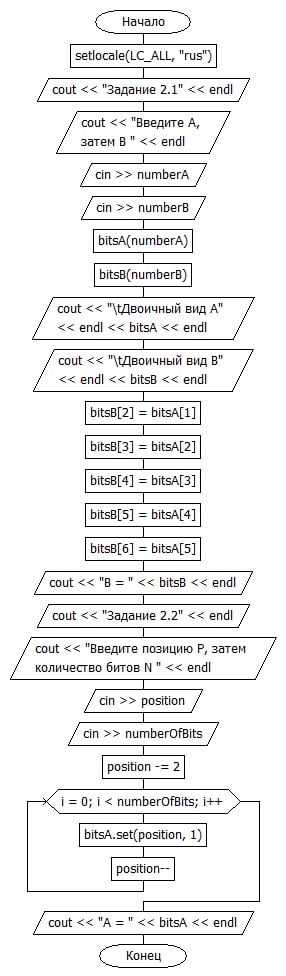 Начало
setlocale(LC_ALL, "rus")
cout << "Задание 2.1" << endl
cout << "Введите А,
затем В " << endl
cin >> numberA
cin >> numberB
bitsA(numberA)
bitsB(numberB)
cout << "\tДвоичный вид А"
<< endl << bitsA << endl
cout << "\tДвоичный вид В"
<< endl << bitsB << endl
bitsB[2] = bitsA[1]
bitsB[3] = bitsA[2]
bitsB[4] = bitsA[3]
bitsB[5] = bitsA[4]
bitsB[6] = bitsA[5]
cout << "B = " << bitsB << endl
cout << "Задание 2.2" << endl
cout << "Введите позицию Р, затем
количество битов N " << endl
cin >> position
cin >> numberOfBits
position -= 2
i = 0; i < numberOfBits; i++
bitsA.set(position, 1)
position--
cout << "A = " << bitsA << endl
Конец